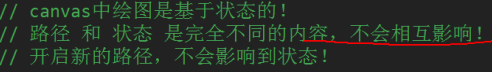 // canvas中绘图是基于状态的！
// 路径 和 状态 是完全不同的内容，不会相互影响！
// 开启新的路径，不会影响到状态！